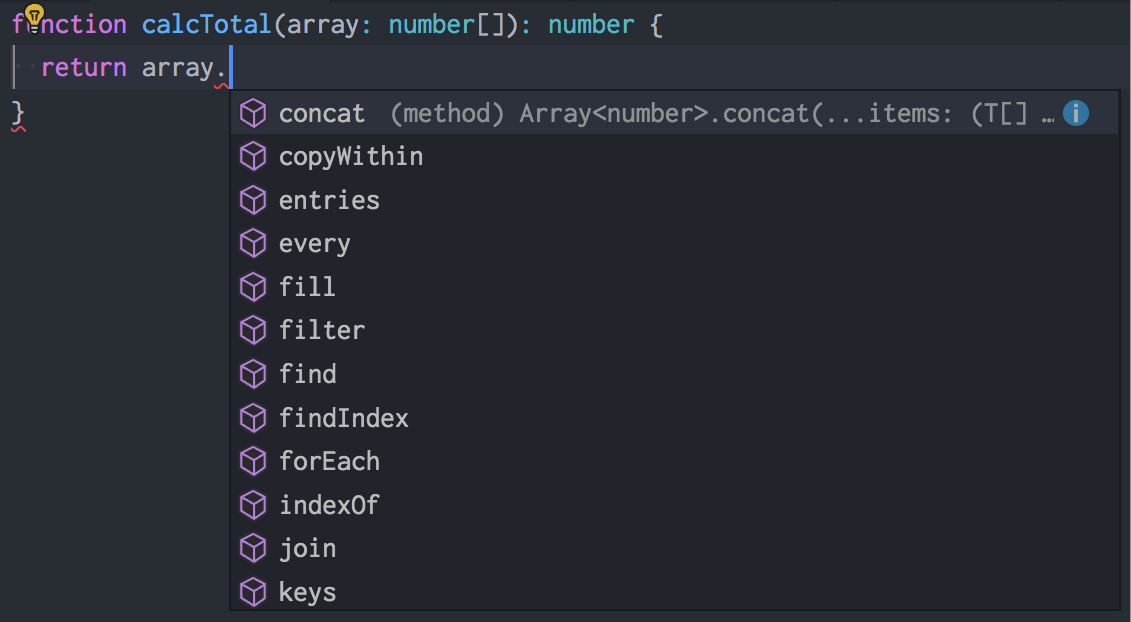 function calcTotal(array: number[]): number {
return array.
}
concat (method) Array<number>.concat(...items: (T[] …
copyWithin
entries
every
fill
filter
find
findIndex
forEach
indexOf
join
keys